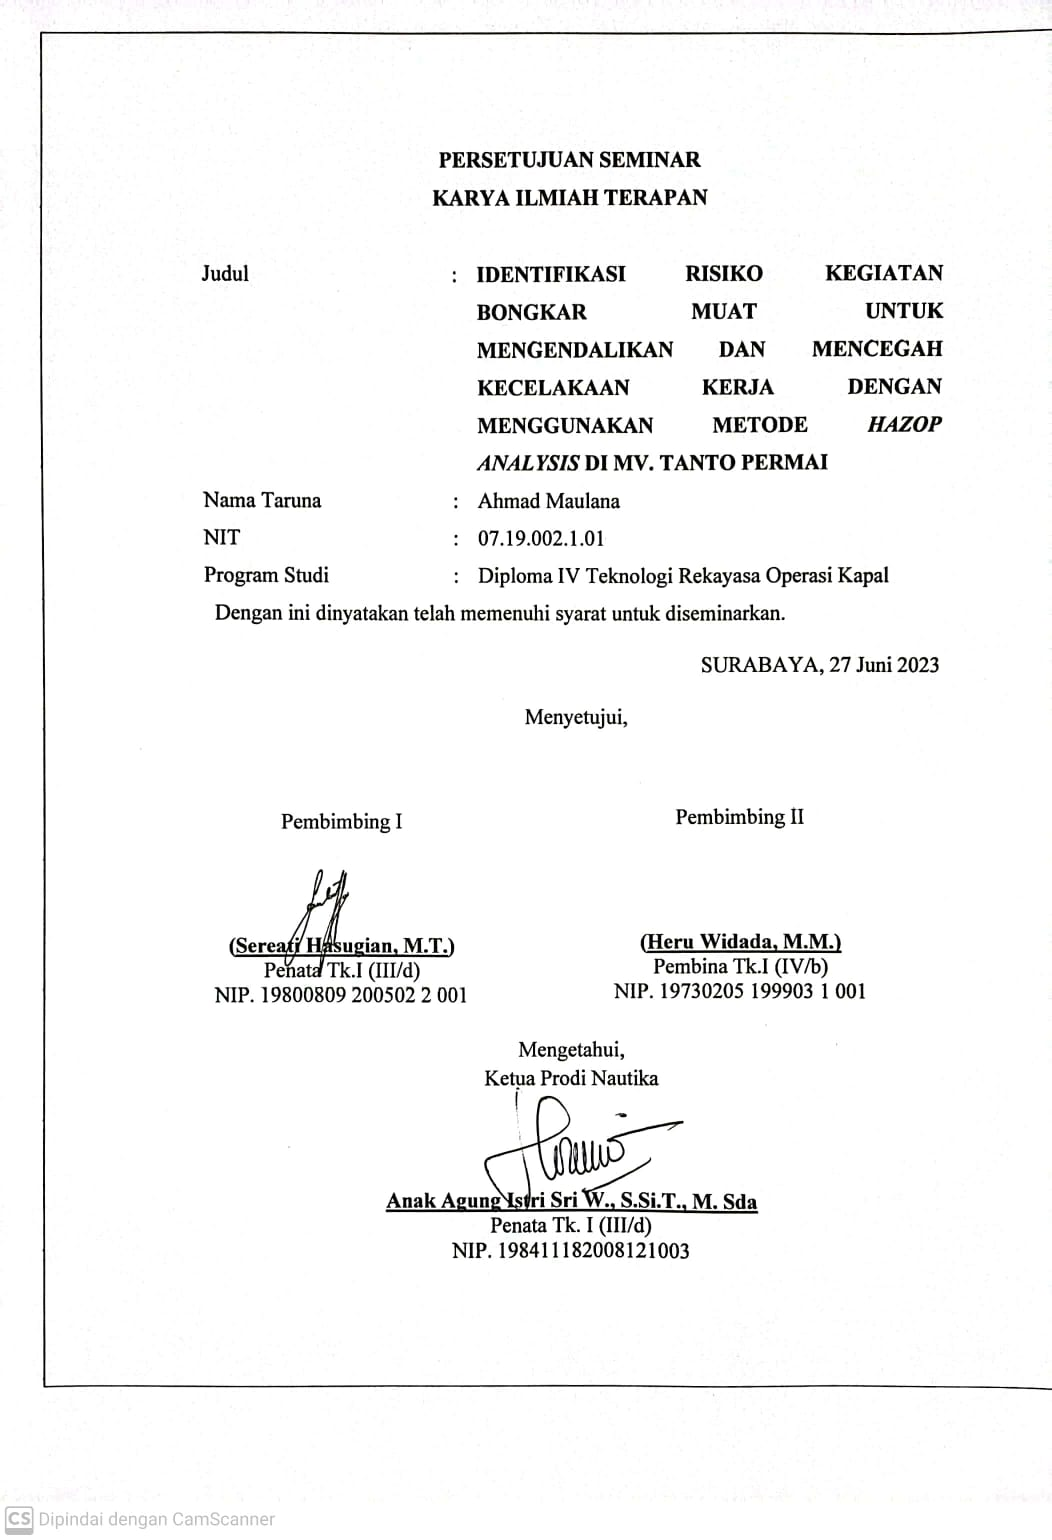 PERSETUJUAN SEMINAR
KARYA ILMIAH TERAPAN
Judul : IDENTIFIKASI RISIKO KEGIATAN
BONGKAR MUAT UNTUK
MENGENDALIKAN DAN MENCEGAH
KECELAKAAN KERJA DENGAN
MENGGUNAKAN METODE HAZOP
ANALYSIS DI MV. TANTO PERMAI
Nama Taruna : Ahmad Maulana
NIT : 07.19.002.1.01
Program Studi : Diploma IV Teknologi Rekayasa Operasi Kapal
Dengan ini dinyatakan telah memenuhi syarat untuk diseminarkan.
SURABAYA, 27 Juni 2023
Menyetujui,
Pembimbing I
(Sereati Hasugian, M.T.)
Penata Tk.I (III/d)
NIP. 19800809 200502 2 001
Pembimbing II
(Heru Widada, M.M.)
Pembina Tk.I (IV/b)
NIP. 19730205 199903 1 001
Mengetahui,
Ketua Prodi Nautika
Anak Agung Istri Sri W., S.Si.T., M. Sda
Penata Tk. I (III/d)
NIP. 198411182008121003
CS Dipindai dengan CamScanner